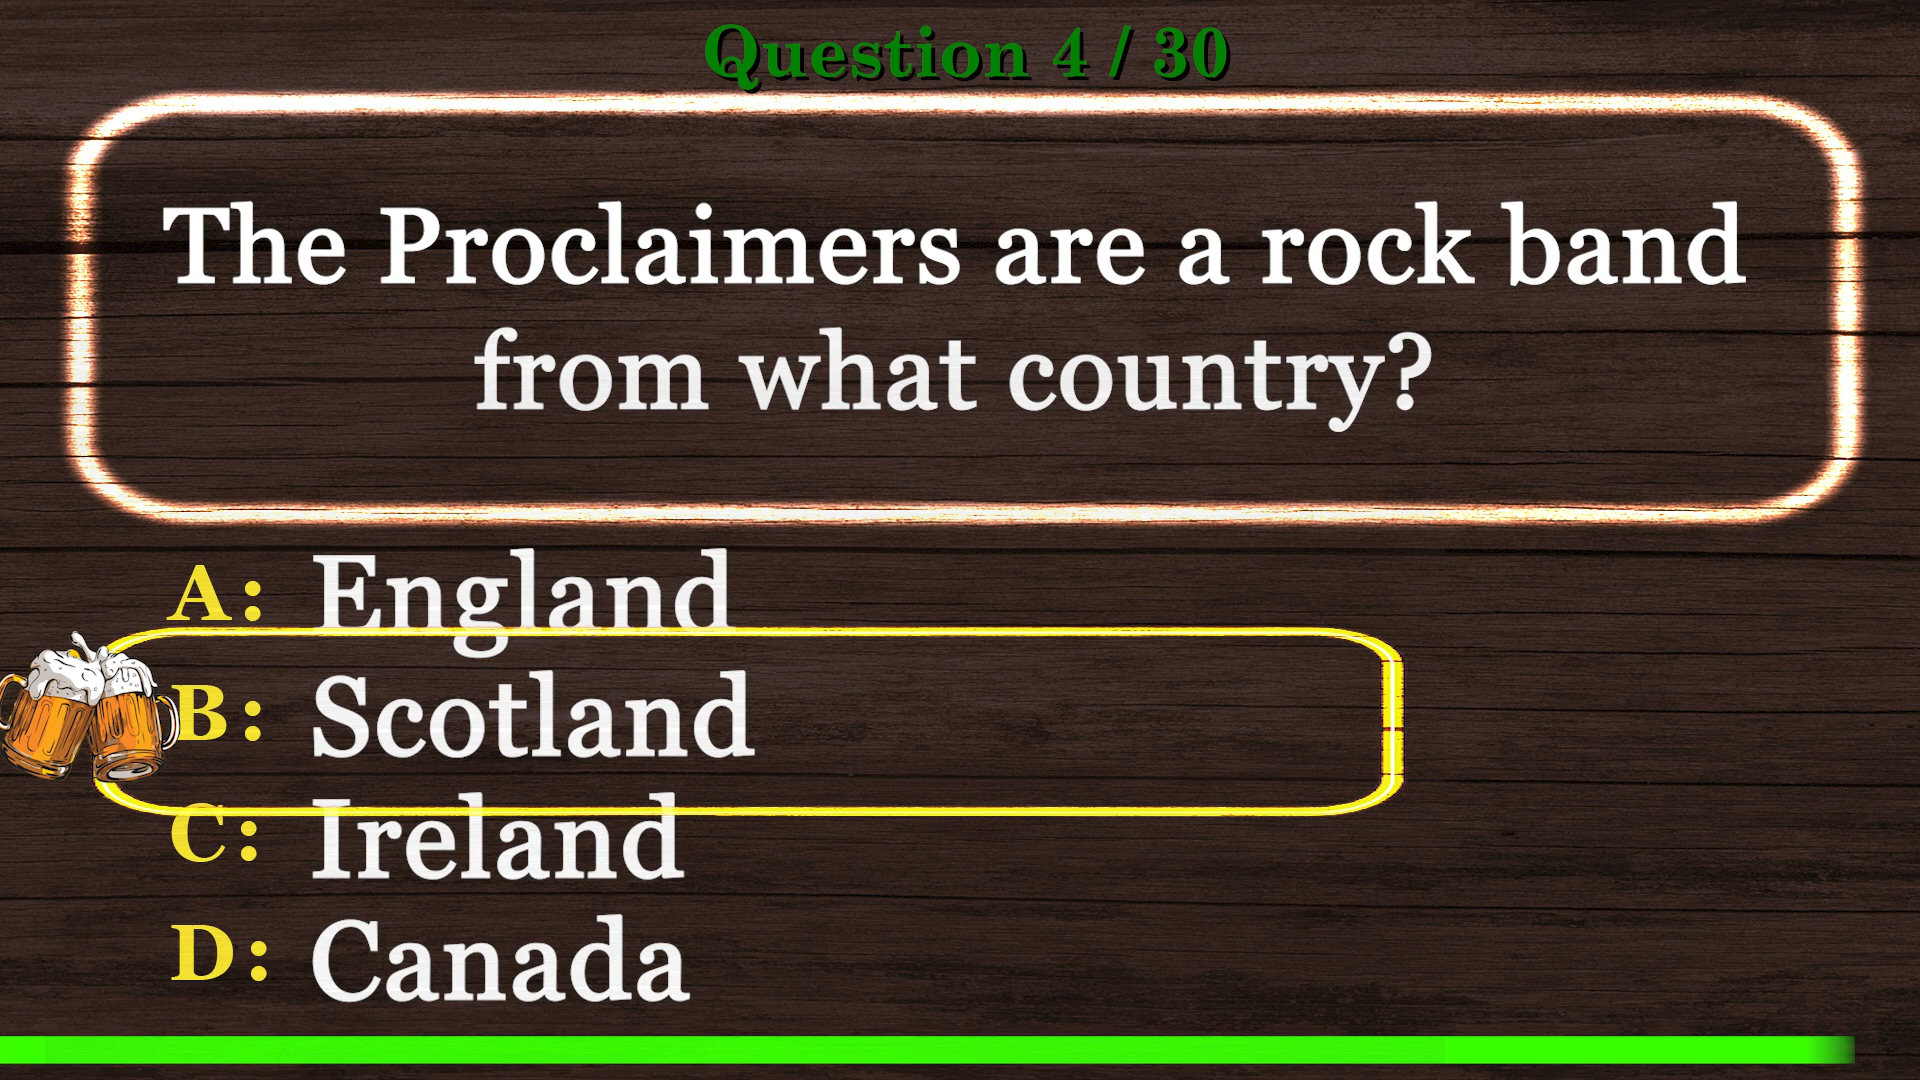 Question 4 / 30
The Proclaimers are a rock band
from what country?
A: England
B: Scotland
C: Ireland
D: Canada